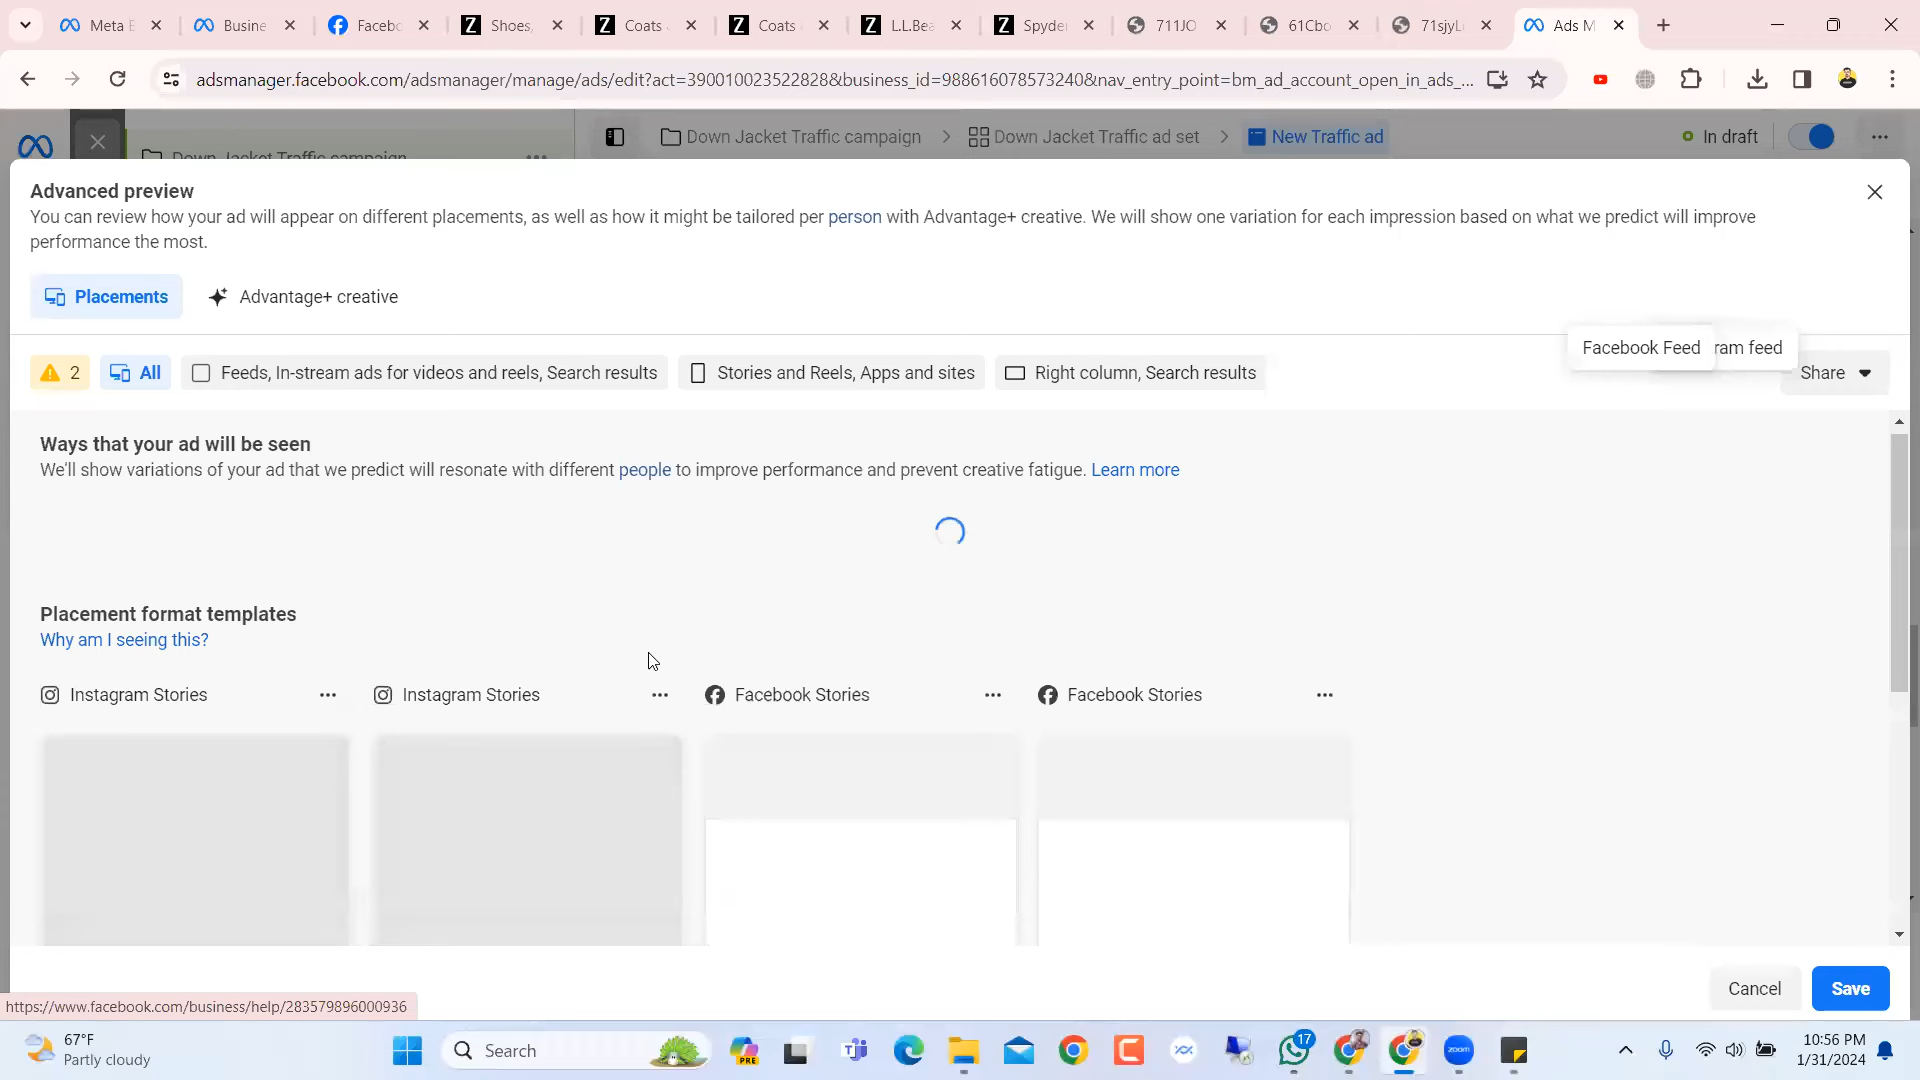 Meta B
Busine
Facebo
Shoes,
Coats
Coats
L.L.Bea
Spyder
711JO
61Cbo
71sjyL
Ads M
adsmanager.facebook.com/adsmanager/manage/ads/edit?act=390010023522828&business_id=988616078573240&nav_entry_point=bm_ad_account_open_in_ads_...
Down Jacket Traffic campaign
Down Jacket Traffic campaign
Down Jacket Traffic ad set
New Traffic ad
In draft
Advanced preview
You can review how your ad will appear on different placements, as well as how it might be tailored per person with Advantage+ creative. We will show one variation for each impression based on what we predict will improve
performance the most.
Placements
Advantage+ creative
Facebook Feed
ram feed
2
All
Feeds, In-stream ads for videos and reels, Search results
Stories and Reels, Apps and sites
Right column, Search results
Share
Ways that your ad will be seen
We'll show variations of your ad that we predict will resonate with different people to improve performance and prevent creative fatigue. Learn more
Placement format templates
Why am I seeing this?
Instagram Stories
Instagram Stories
Facebook Stories
Facebook Stories
Cancel
Save
https://www.facebook.com/business/help/283579896000936
67°F
Partly cloudy
Search
PRE
17
zoom
10:56 PM
1/31/2024